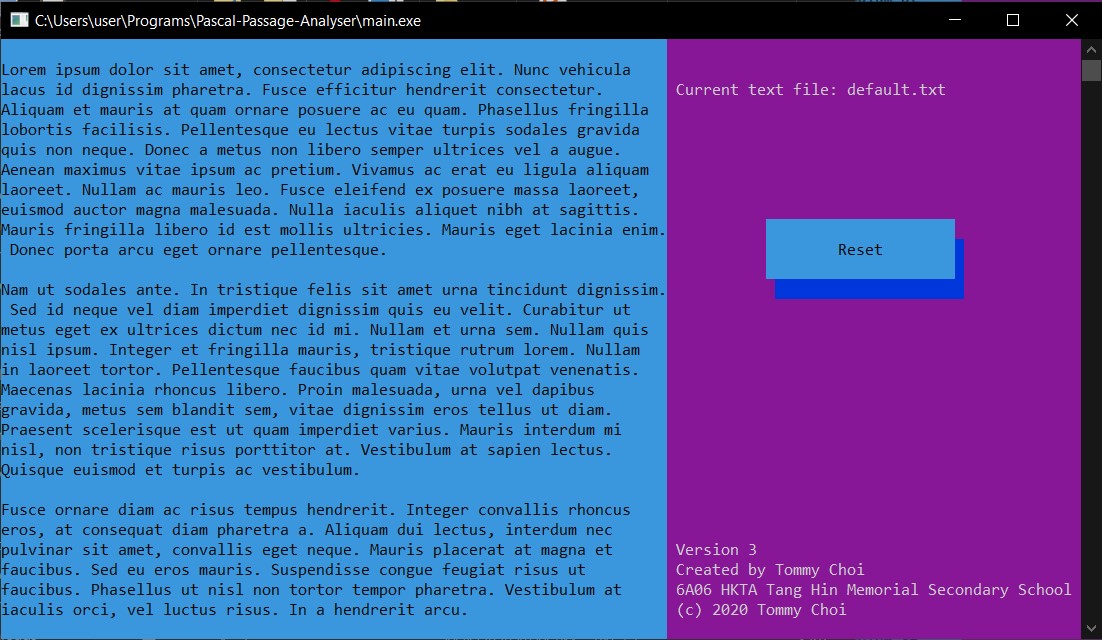 C:\Users\user\Programs\Pascal-Passage-Analyser\main.exe
Lorem ipsum dolor sit amet, consectetur adipiscing elit. Nunc vehicula
lacus id dignissim pharetra. Fusce efficitur hendrerit consectetur.
Aliquam et mauris at quam ornare posuere ac eu quam. Phasellus fringilla
lobortis facilisis. Pellentesque eu lectus vitae turpis sodales gravida
quis non neque. Donec a metus non libero semper ultrices vel a augue.
Aenean maximus vitae ipsum ac pretium. Vivamus ac erat eu ligula aliquam
laoreet. Nullam ac mauris leo. Fusce eleifend ex posuere massa laoreet,
euismod auctor magna malesuada. Nulla iaculis aliquet nibh at sagittis.
Mauris fringilla libero id est mollis ultricies. Mauris eget lacinia enim.
Donec porta arcu eget ornare pellentesque.
Nam ut sodales ante. In tristique felis sit amet urna tincidunt dignissim.
Sed id neque vel diam imperdiet dignissim quis eu velit. Curabitur ut
metus eget ex ultrices dictum nec id mi. Nullam et urna sem. Nullam quis
nisl ipsum. Integer et fringilla mauris, tristique rutrum lorem. Nullam
in laoreet tortor. Pellentesque faucibus quam vitae volutpat venenatis.
Maecenas lacinia rhoncus libero. Proin malesuada, urna vel dapibus
gravida, metus sem blandit sem, vitae dignissim eros tellus ut diam.
Praesent scelerisque est ut quam imperdiet varius. Mauris interdum mi
nisl, non tristique risus porttitor at. Vestibulum at sapien lectus.
Quisque euismod et turpis ac vestibulum.
Fusce ornare diam ac risus tempus hendrerit. Integer convallis rhoncus
eros, at consequat diam pharetra a. Aliquam dui lectus, interdum nec
pulvinar sit amet, convallis eget neque. Mauris placerat at magna et
faucibus. Sed eu eros mauris. Suspendisse congue feugiat risus ut
faucibus. Phasellus ut nisl non tortor tempor pharetra. Vestibulum at
iaculis orci, vel luctus risus. In a hendrerit arcu.
Current text file: default.txt
Reset
Version 3
Created by Tommy Choi
6A06 HKTA Tang Hin Memorial Secondary School
(c) 2020 Tommy Choi